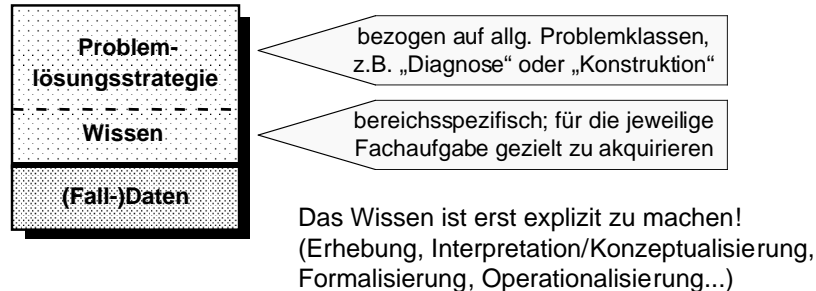 Problem-
lösungsstrategie
bezogen auf allg. Problemklassen,
z.B. „Diagnose“ oder „Konstruktion“
Wissen
bereichsspezifisch; für die jeweilige
Fachaufgabe gezielt zu akquirieren
(Fall-)Daten
Das Wissen ist erst explizit zu machen!
(Erhebung, Interpretation/Konzeptualisierung,
Formalisierung, Operationalisierung...)